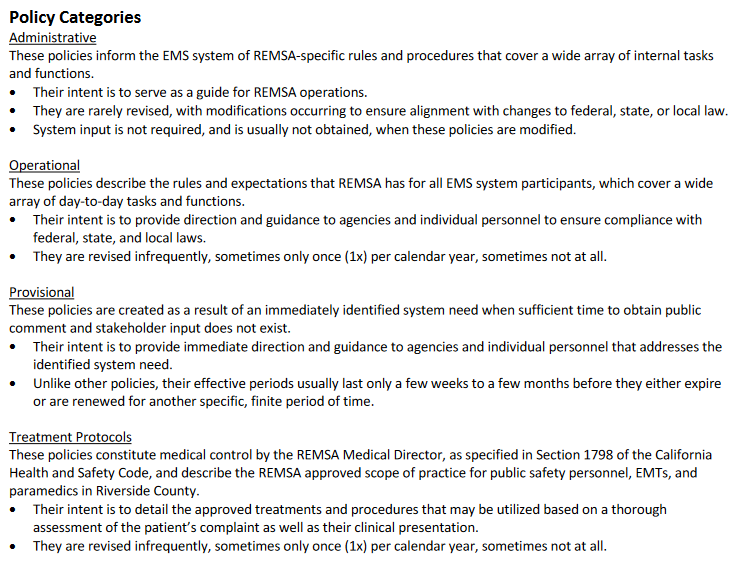 Policy Categories
Administrative
These policies inform the EMS system of REMSA-specific rules and procedures that cover a wide array of internal tasks
and functions.
• Their intent is to serve as a guide for REMSA operations.
• They are rarely revised, with modifications occurring to ensure alignment with changes to federal, state, or local law.
• System input is not required, and is usually not obtained, when these policies are modified.
Operational
These policies describe the rules and expectations that REMSA has for all EMS system participants, which cover a wide
array of day-to-day tasks and functions.
• Their intent is to provide direction and guidance to agencies and individual personnel to ensure compliance with
federal, state, and local laws.
• They are revised infrequently, sometimes only once (1x) per calendar year, sometimes not at all.
Provisional
These policies are created as a result of an immediately identified system need when sufficient time to obtain public
comment and stakeholder input does not exist.
• Their intent is to provide immediate direction and guidance to agencies and individual personnel that addresses the
identified system need.
• Unlike other policies, their effective periods usually last only a few weeks to a few months before they either expire
or are renewed for another specific, finite period of time.
Treatment Protocols
These policies constitute medical control by the REMSA Medical Director, as specified in Section 1798 of the California
Health and Safety Code, and describe the REMSA approved scope of practice for public safety personnel, EMTs, and
paramedics in Riverside County.
• Their intent is to detail the approved treatments and procedures that may be utilized based on a thorough
assessment of the patient's complaint as well as their clinical presentation.
• They are revised infrequently, sometimes only once (1x) per calendar year, sometimes not at all.